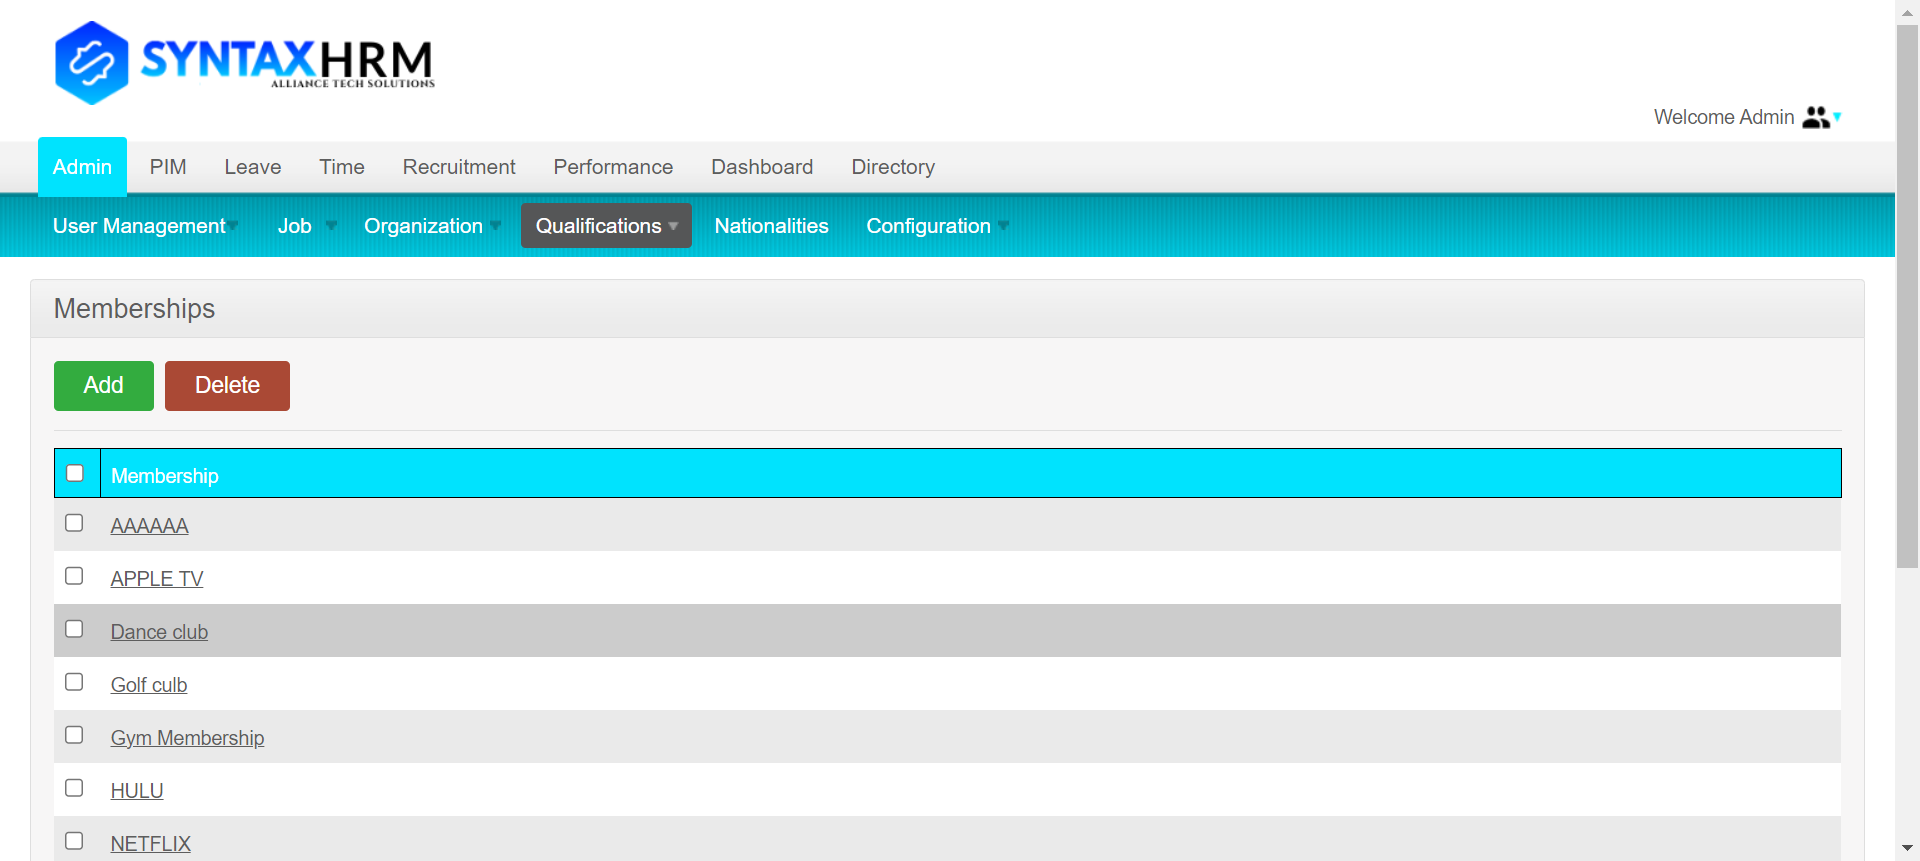 SYNTAXHRM
ALLIANCE TECH SOLUTIONS
Welcome Admin
Admin PIM Leave Time Recruitment Performance Dashboard Directory
User Management Job Organization Qualifications Nationalities Configuration
Memberships
Add Delete
Membership
AAAAAA
APPLE TV
Dance club
Golf culb
Gym Membership
HULU
NETFLIX